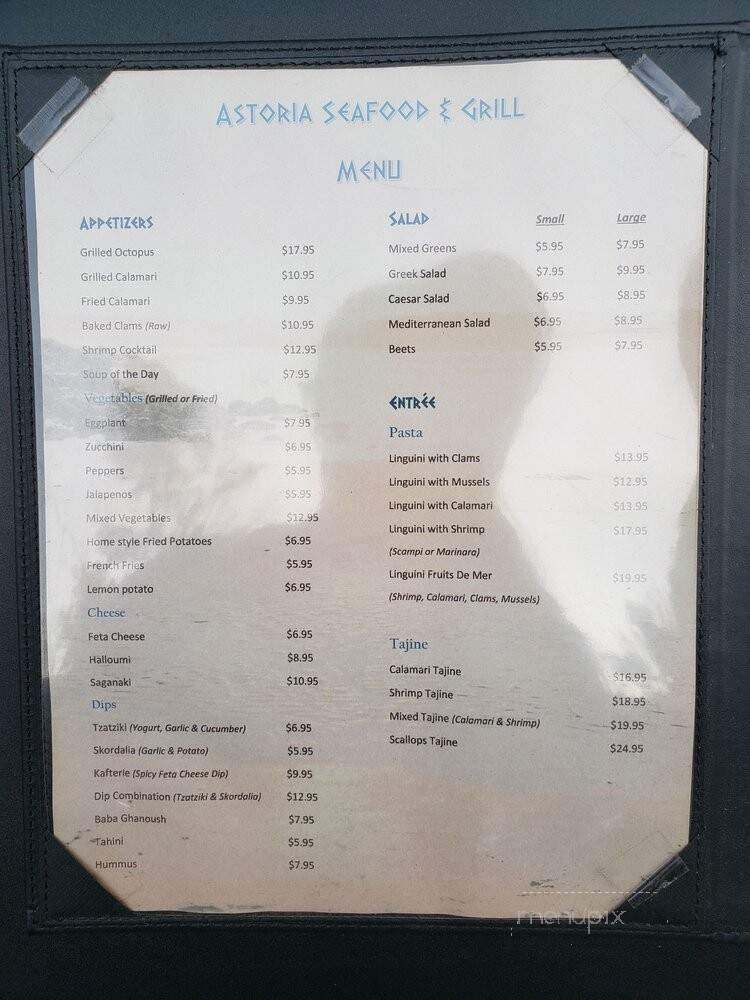 ASTORIA SEAFOOD & GRILL
MENU
APPETIZERS
Grilled Octopus $17.95
Grilled Calamari $10.95
Fried Calamari $9.95
Baked Clams (Raw) $10.95
Shrimp Cocktail $12.95
Soup of the Day $7.95
Vegetables (Grilled or Fried)
Eggplant $7.95
Zucchini $6.95
Peppers $5.95
Jalapenos $5.95
Mixed Vegetables $12.95
Home style Fried Potatoes $6.95
French Fries $5.95
Lemon potato $6.95
Cheese
Feta Cheese $6.95
Halloumi $8.95
Saganaki $10.95
Dips
Tzatziki (Yogurt, Garlic & Cucumber) $6.95
Skordalia (Garlic & Potato) $5.95
Kafterie (Spicy Feta Cheese Dip) $9.95
Dip Combination (Tzatziki & Skordalia) $12.95
Baba Ghanoush $7.95
Tahini $5.95
Hummus $7.95
SALAD Small Large
Mixed Greens $5.95 $7.95
Greek Salad $7.95 $9.95
Caesar Salad $6.95 $8.95
Mediterranean Salad $6.95 $8.95
Beets $5.95 $7.95
ENTRÉE
Pasta
Linguini with Clams $13.95
Linguini with Mussels $12.95
Linguini with Calamari $13.95
Linguini with Shrimp $17.95
(Scampi or Marinara)
Linguini Fruits De Mer $19.95
(Shrimp, Calamari, Clams, Mussels)
Tajine
Calamari Tajine $16.95
Shrimp Tajine $18.95
Mixed Tajine (Calamari & Shrimp) $19.95
Scallops Tajine $24.95
menupix